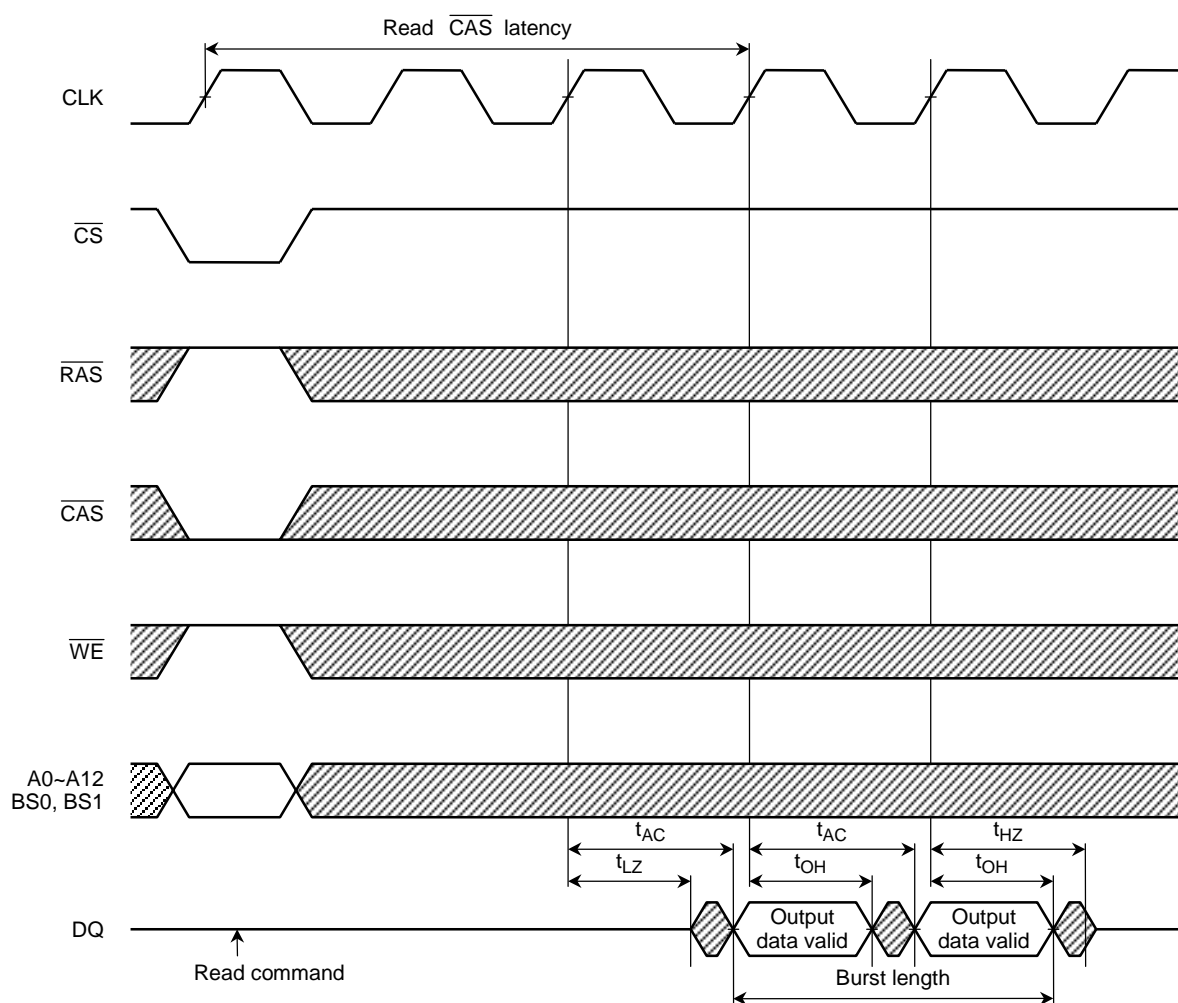 Read CAS latency
CLK
CS
RAS
CAS
WE
A0~A12
BS0, BS1
tAC
tAC
tHZ
tLZ
tOH
tOH
DQ
Output
data valid
Output
data valid
Read command
Burst length